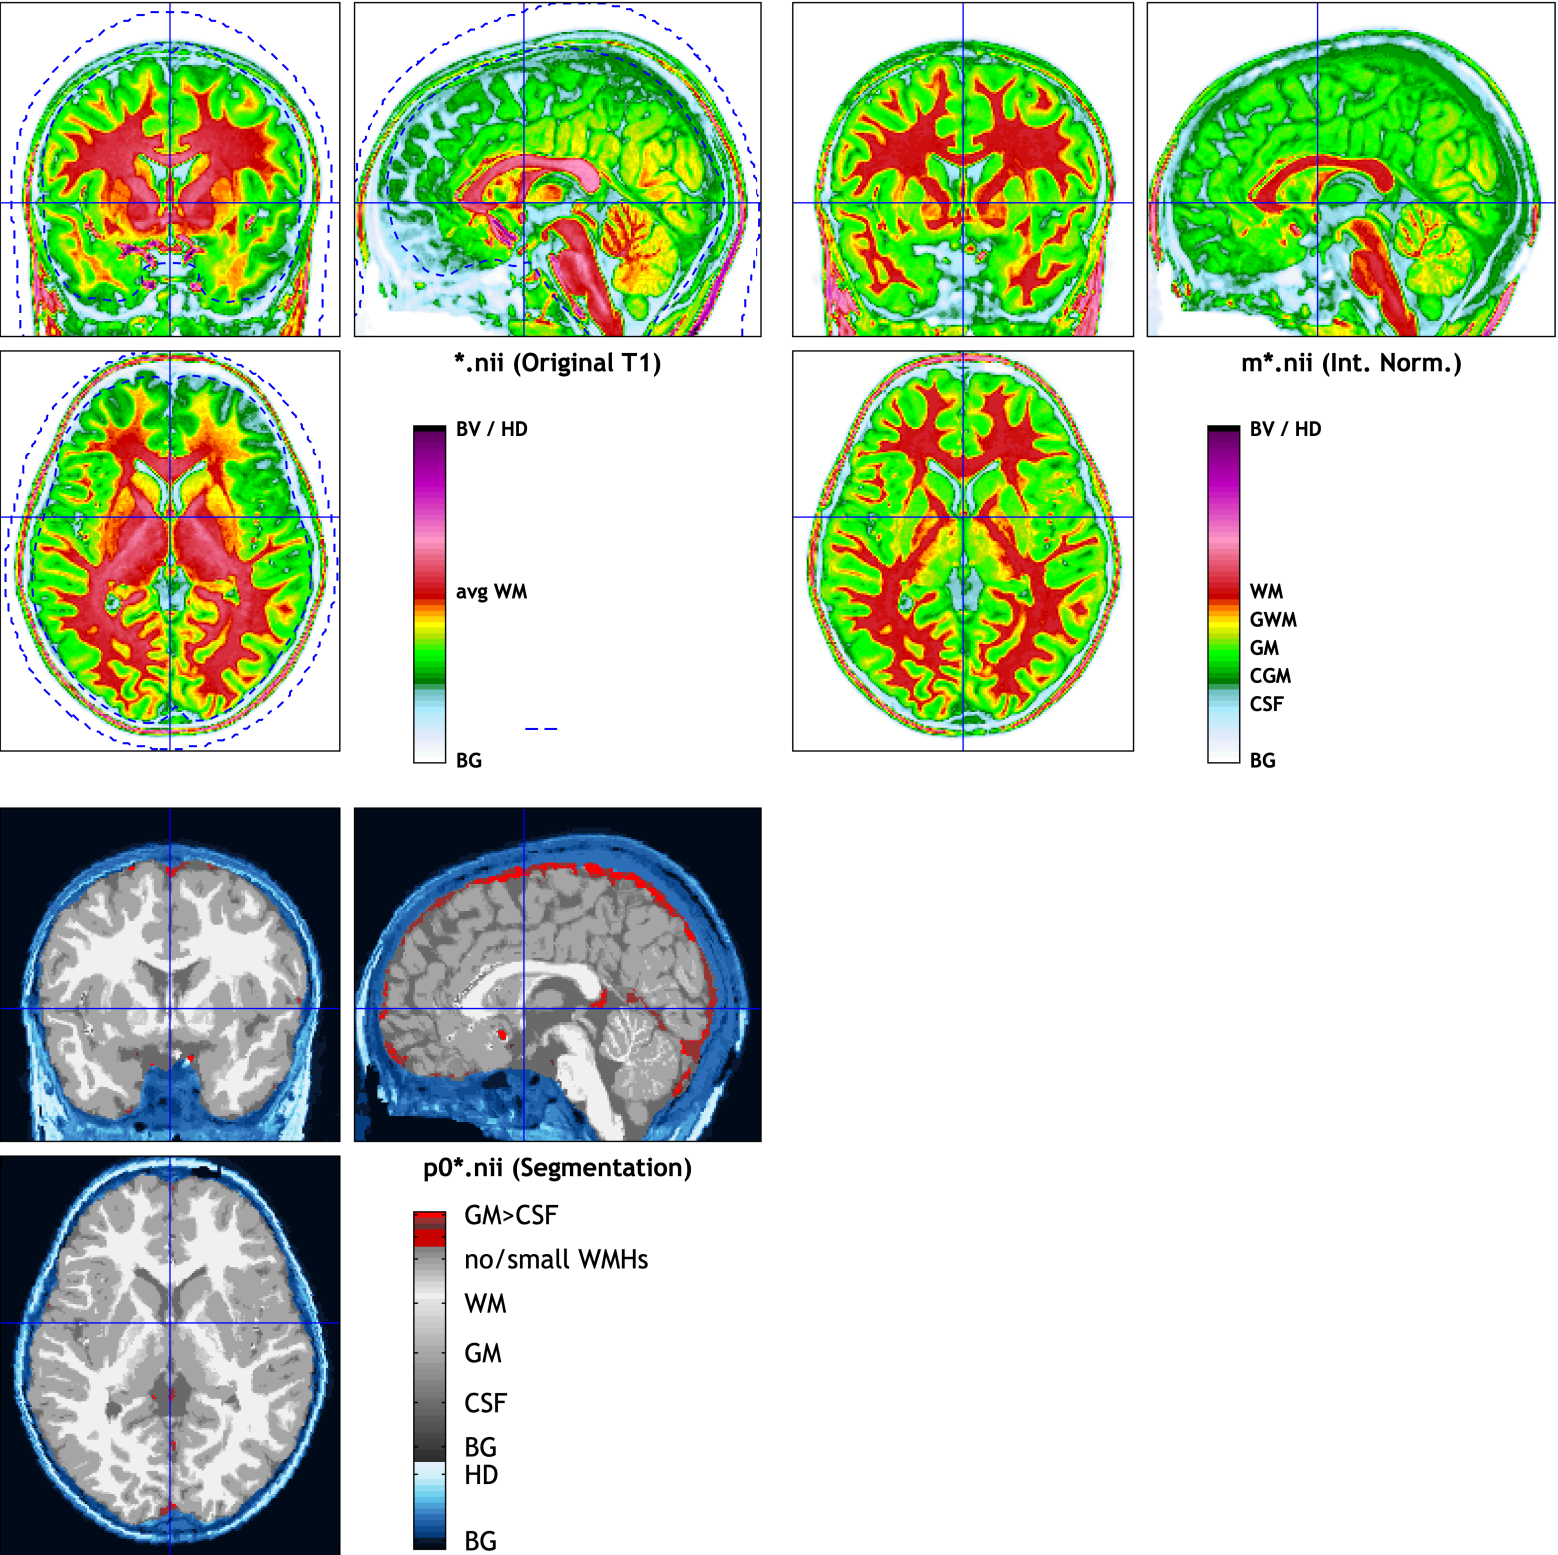 *.nii (Original T1)
BV / HD
avg WM
BG
m*.nii (Int. Norm.)
BV / HD
WM
GWM
GM
CGM
CSF
BG
p0*.nii (Segmentation)
GM>CSF
no/small WMHs
WM
GM
CSF
BG
HD
BG